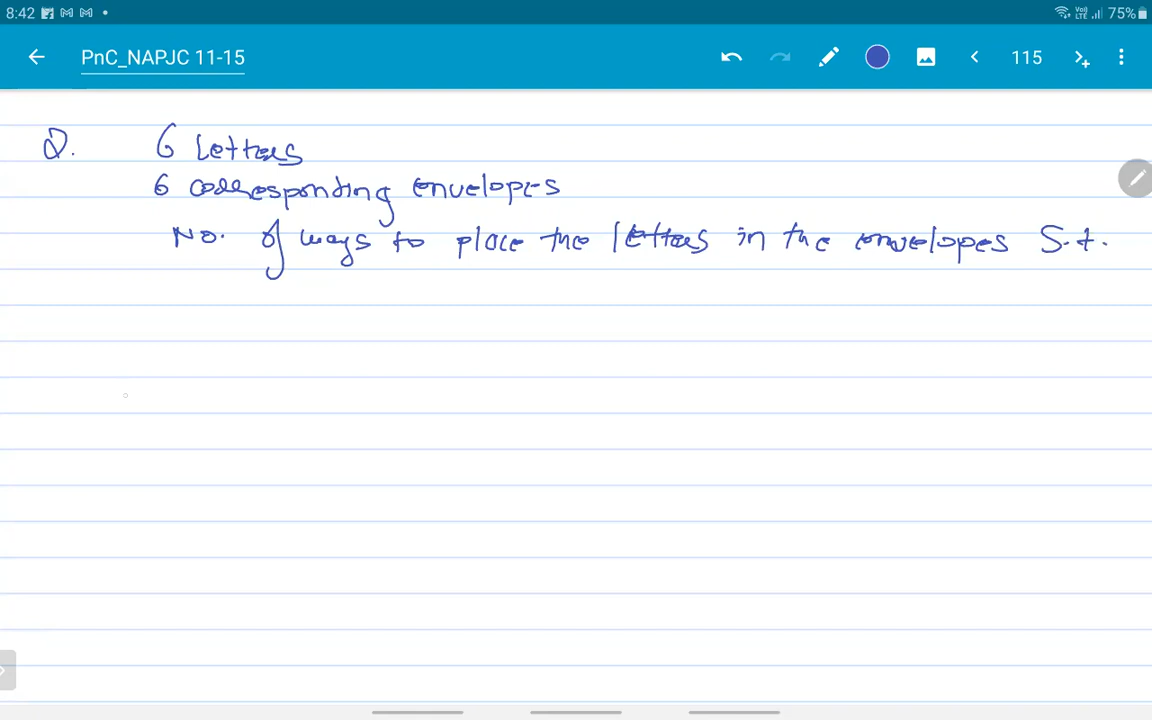 8:42 75%
PnC_NAPJC 11-15 115
Q. 6 Letters
6 corresponding envelopes
No. of ways to place the letters in the envelopes S.t.